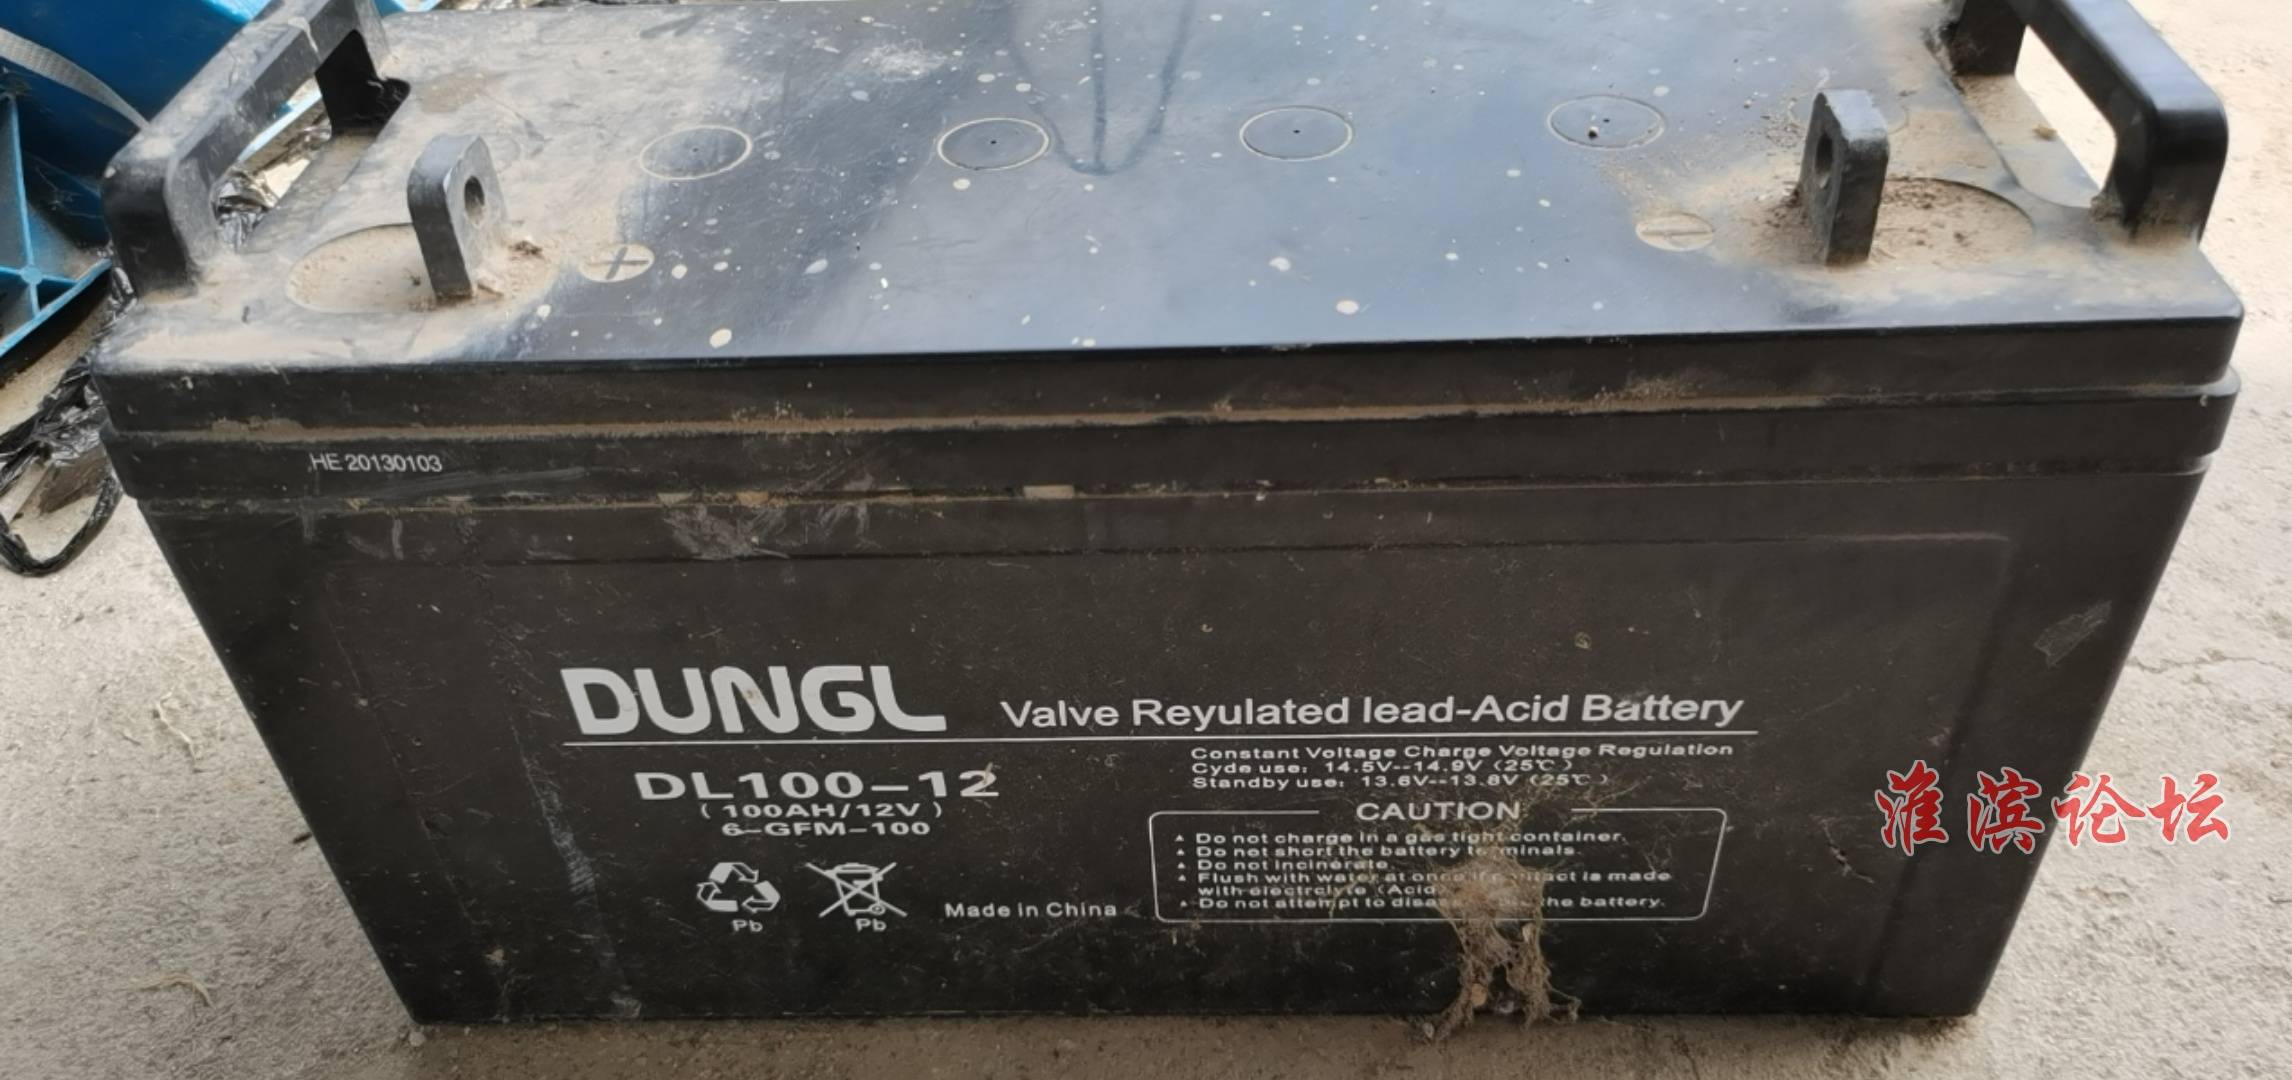 HE 20130103
DUNGL
Valve Reyulated lead-Acid Battery
DL100-12
(100AH/12V)
6-GFM-100
Constant Voltage Charge Voltage Regulation
Cyde use: 14.5V--14.9V (25℃)
Standby use: 13.6V--13.8V (25℃)
CAUTION
Do not charge in a gas tight container.
Do not short the battery terminals.
Do not incinerate.
Flush with water at once if contact is made
with electrolyte (Acid)
Do not attempt to the battery.
Pb
Pb
Made in China
淮滨论坛